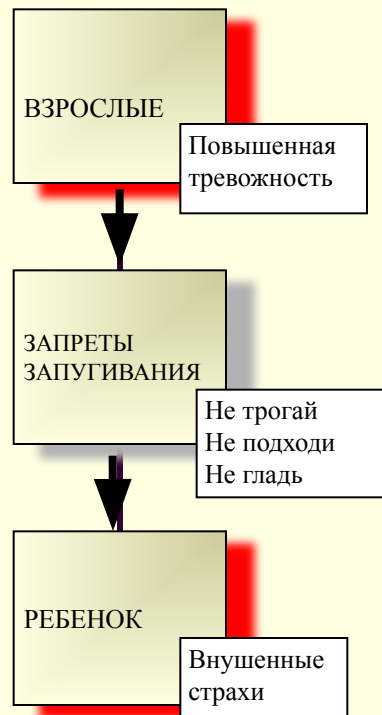 ВЗРОСЛЫЕ
Повышенная
тревожность
ЗАПРЕТЫ
ЗАПУГИВАНИЯ
Не трогай
Не подходи
Не гладь
РЕБЕНОК
Внушенные
страхи